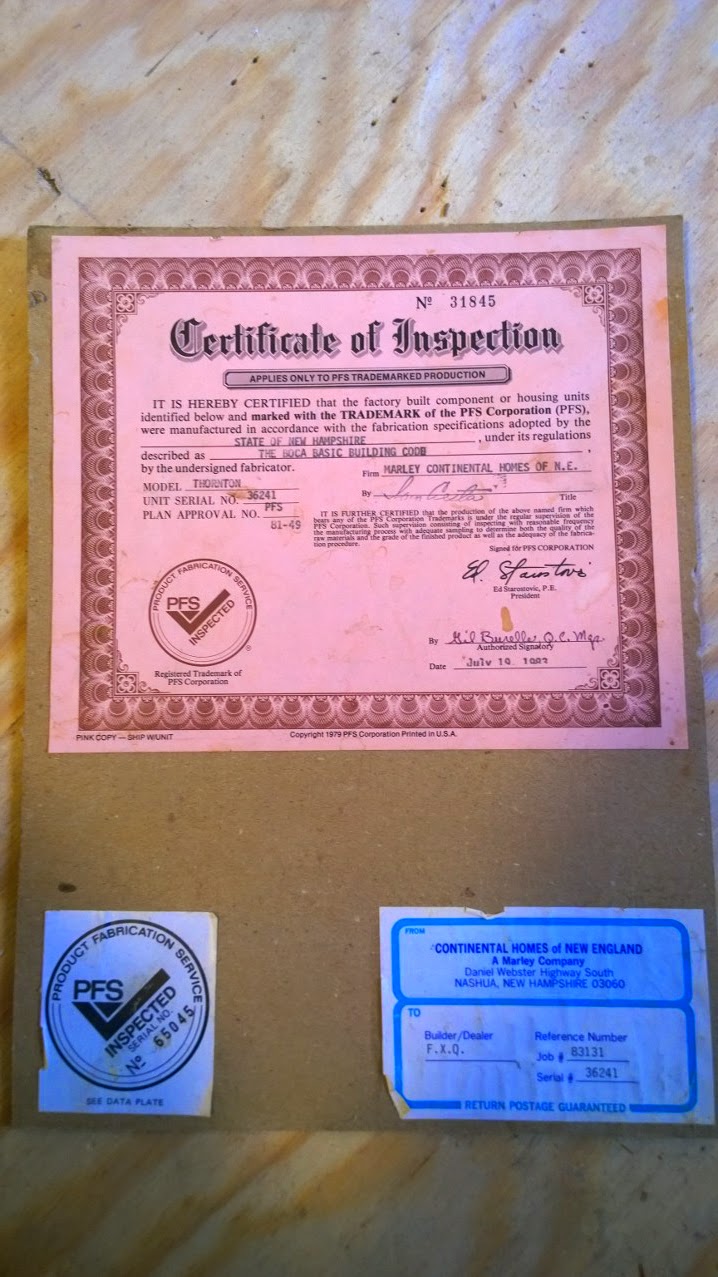 Nº 31845
Certificate of Inspection
APPLIES ONLY TO PFS TRADEMARKED PRODUCTION
IT IS HEREBY CERTIFIED that the factory built component or housing units
identified below and marked with the TRADEMARK of the PFS Corporation (PFS),
were manufactured in accordance with the fabrication specifications adopted by the
STATE OF NEW HAMPSHIRE , under its regulations
described as THE BOCA BASIC BUILDING CODE ,
by the undersigned fabricator.
Firm MARLEY CONTINENTAL HOMES OF N.E.
MODEL THORNTON
UNIT SERIAL NO. 36241
PLAN APPROVAL NO. PFS
81-49
By
Title
IT IS FURTHER CERTIFIED that the production of the above named firm which
bears any of the PFS Corporation Trademarks is under the regular supervision of the
PFS Corporation. Such supervision consisting of inspecting with reasonable frequency
the manufacturing process with adequate sampling to determine both the quality of the
raw materials and the grade of the finished product as well as the adequacy of the fabrica-
tion procedure.
Signed for PFS CORPORATION
Ed. Starostovic
Ed Starostovic, P.E.
President
By Gil Burelle, Q.C. Mgr.
Authorized Signatory
Date July 19,
PRODUCT FABRICATION SERVICE
PFS
INSPECTED
®
Registered Trademark of
PFS Corporation
PINK COPY — SHIP W/UNIT
Copyright 1979 PFS Corporation Printed in U.S.A.
PRODUCT FABRICATION SERVICE
PFS
INSPECTED
SERIAL NO.
Nº 65045
SEE DATA PLATE
FROM
CONTINENTAL HOMES of NEW ENGLAND
A Marley Company
Daniel Webster Highway South
NASHUA, NEW HAMPSHIRE 03060
TO
Builder/Dealer
F.X.Q.
Reference Number
Job # 83131
Serial # 36241
RETURN POSTAGE GUARANTEED